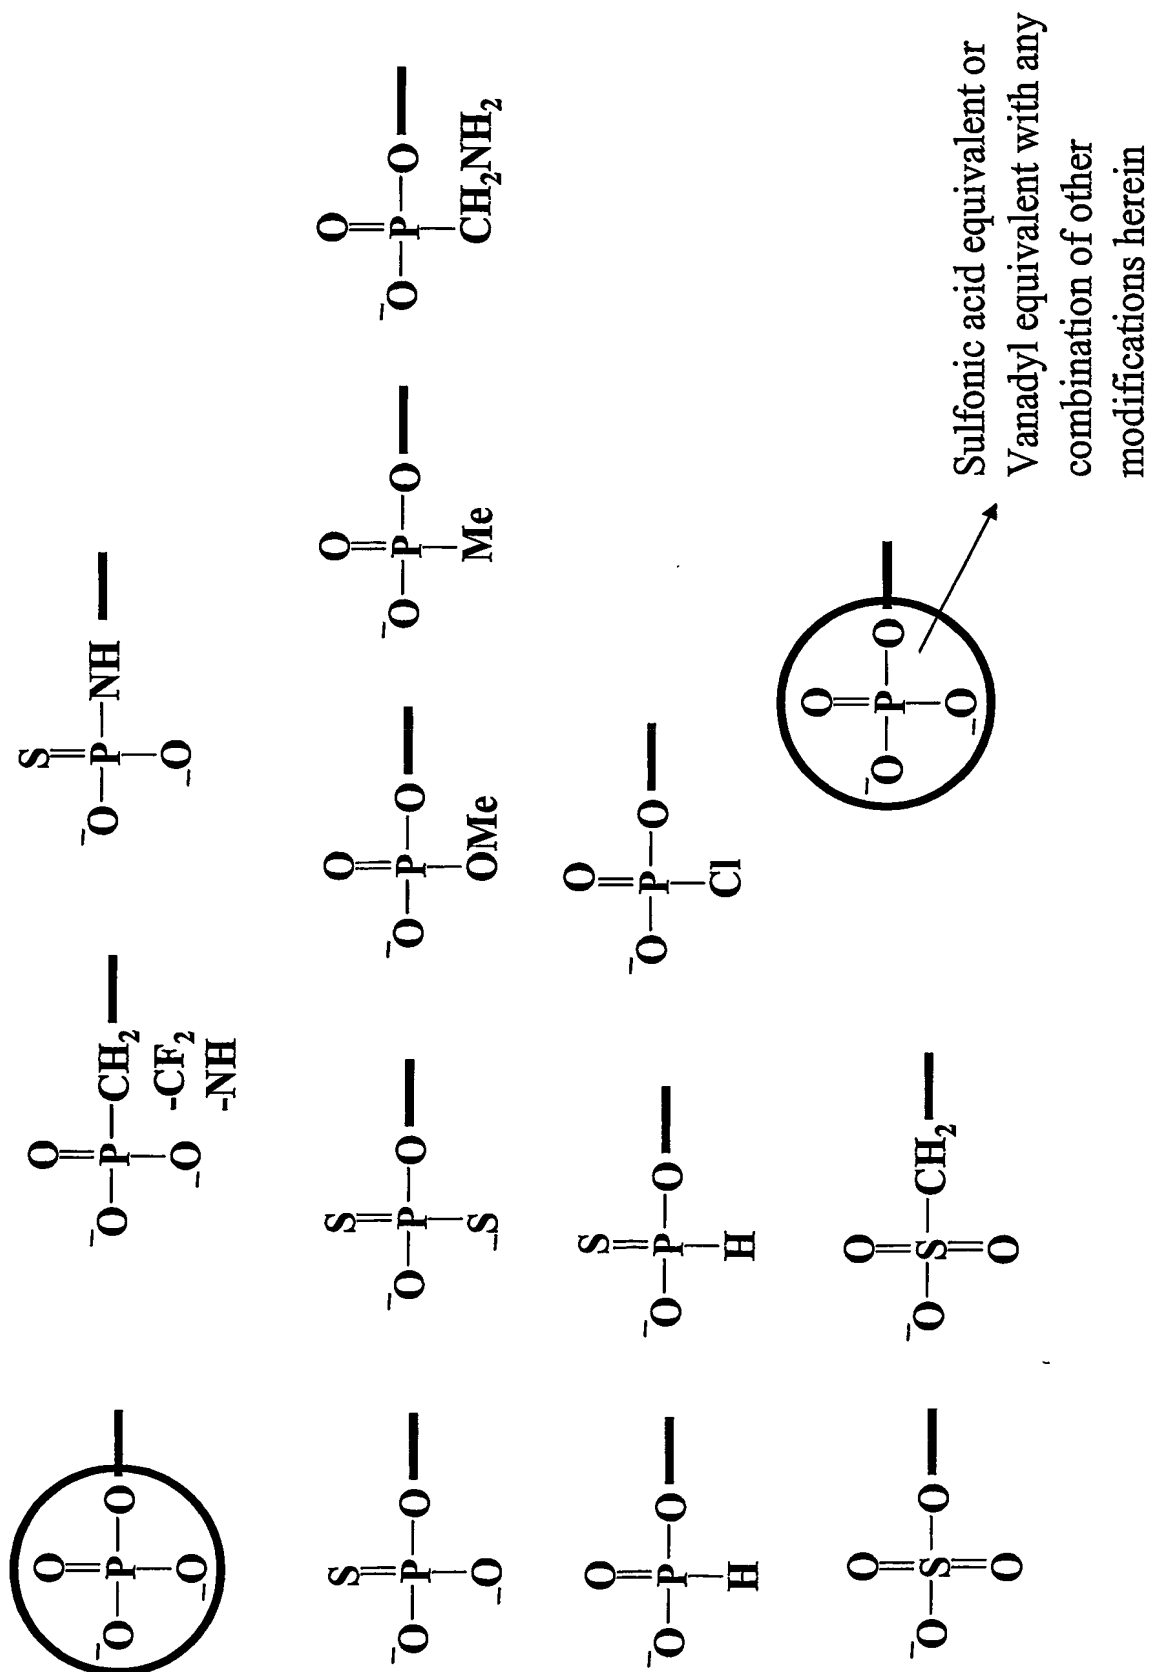 O O S
⁻O P O ⁻O P CH₂ ⁻O P NH
-CF₂
O⁻ O⁻ O⁻
-NH
S S O O O
⁻O P O ⁻O P O ⁻O P O ⁻O P O ⁻O P O
O⁻ S⁻ OMe Me CH₂NH₂
O S O
⁻O P O ⁻O P O ⁻O P O
H H Cl
O O O
⁻O S O ⁻O S CH₂ ⁻O P O
O O O⁻
Sulfonic acid equivalent or
Vanadyl equivalent with any
combination of other
modifications herein